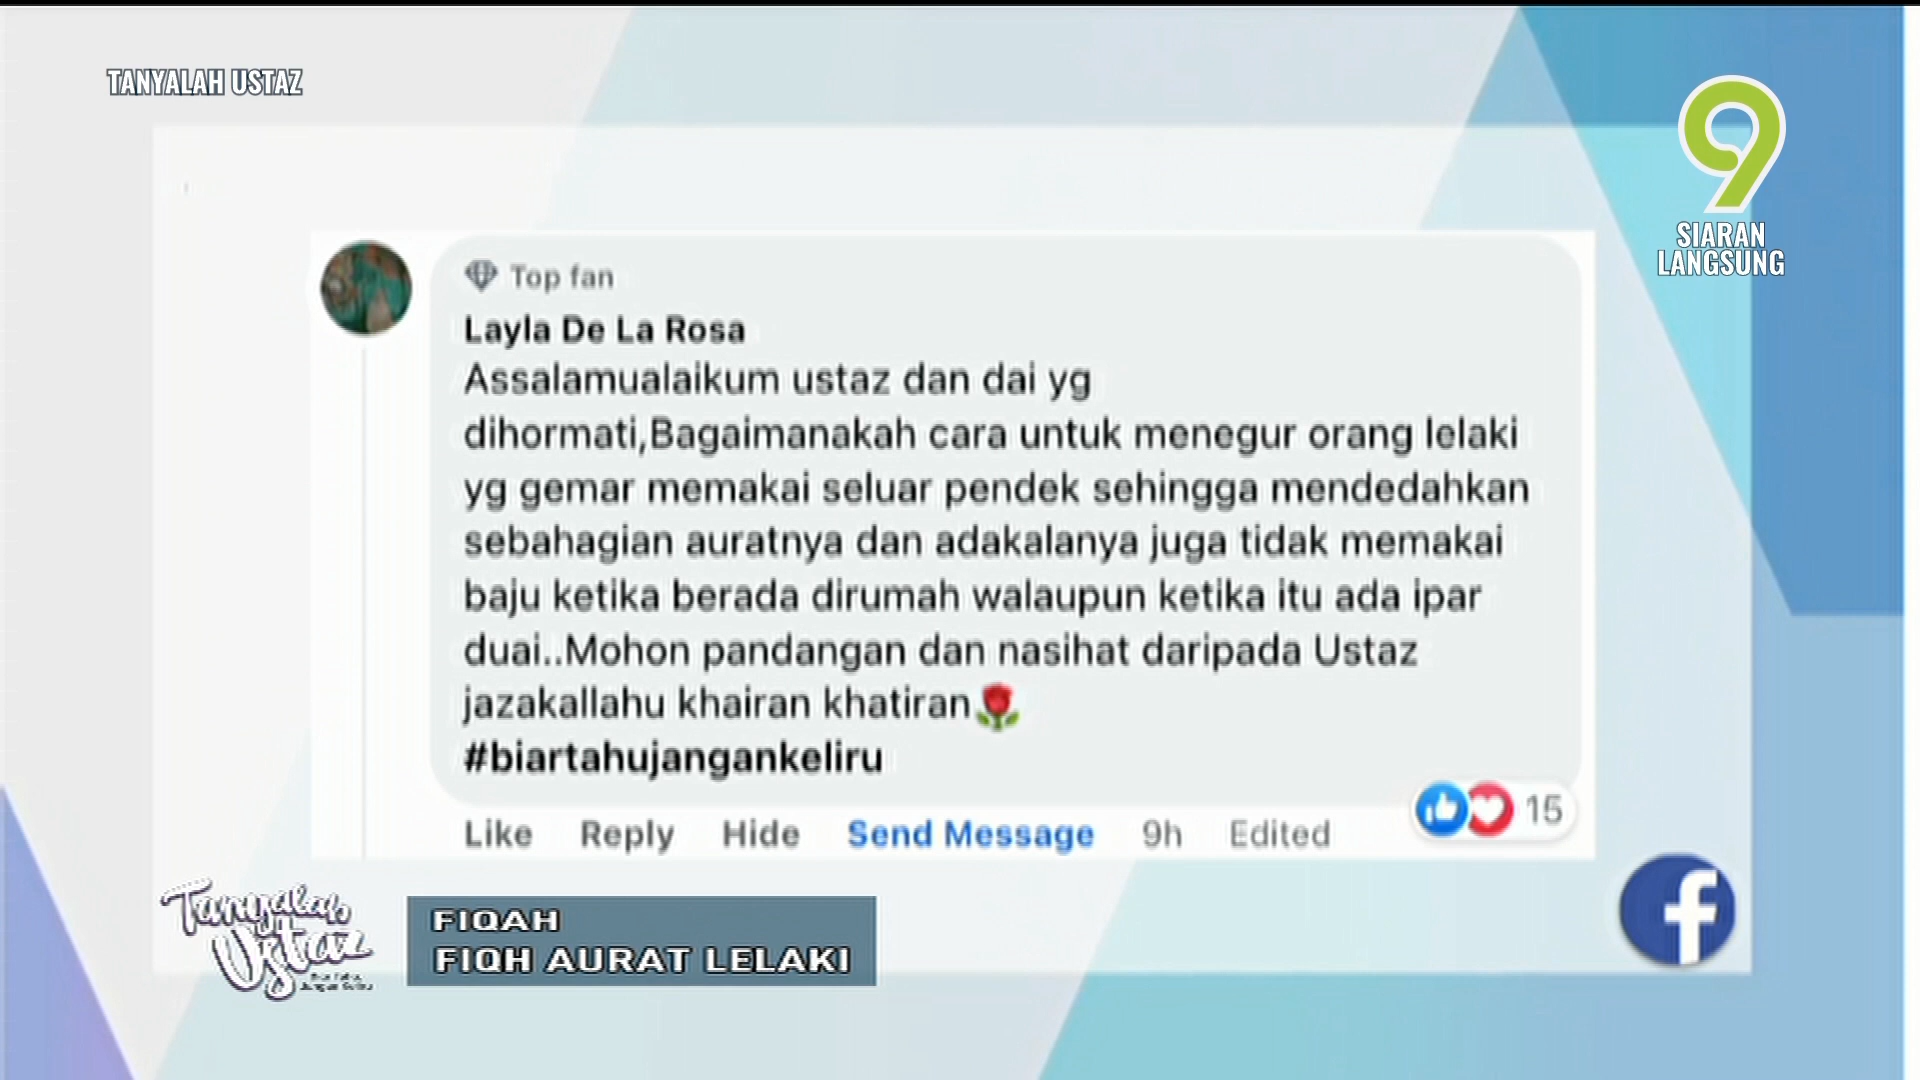 TANYALAH USTAZ
9
SIARAN
LANGSUNG
Top fan
Layla De La Rosa
Assalamualaikum ustaz dan dai yg
dihormati,Bagaimanakah cara untuk menegur orang lelaki
yg gemar memakai seluar pendek sehingga mendedahkan
sebahagian auratnya dan adakalanya juga tidak memakai
baju ketika berada dirumah walaupun ketika itu ada ipar
duai..Mohon pandangan dan nasihat daripada Ustaz
jazakallahu khairan khatiran🌹
#biartahujangankeliru
15
Like Reply Hide Send Message 9h Edited
Tanyalah
Ustaz
FIQAH
FIQH AURAT LELAKI
f